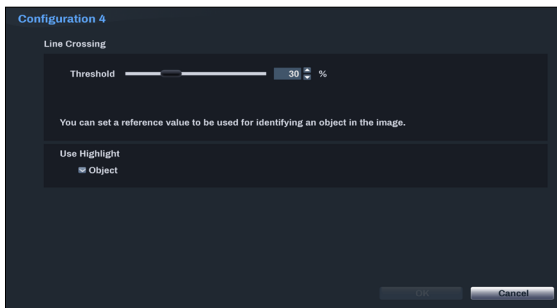 Configuration 4
Line Crossing
Threshold 30 %
You can set a reference value to be used for identifying an object in the image.
Use Highlight
Object
OK Cancel